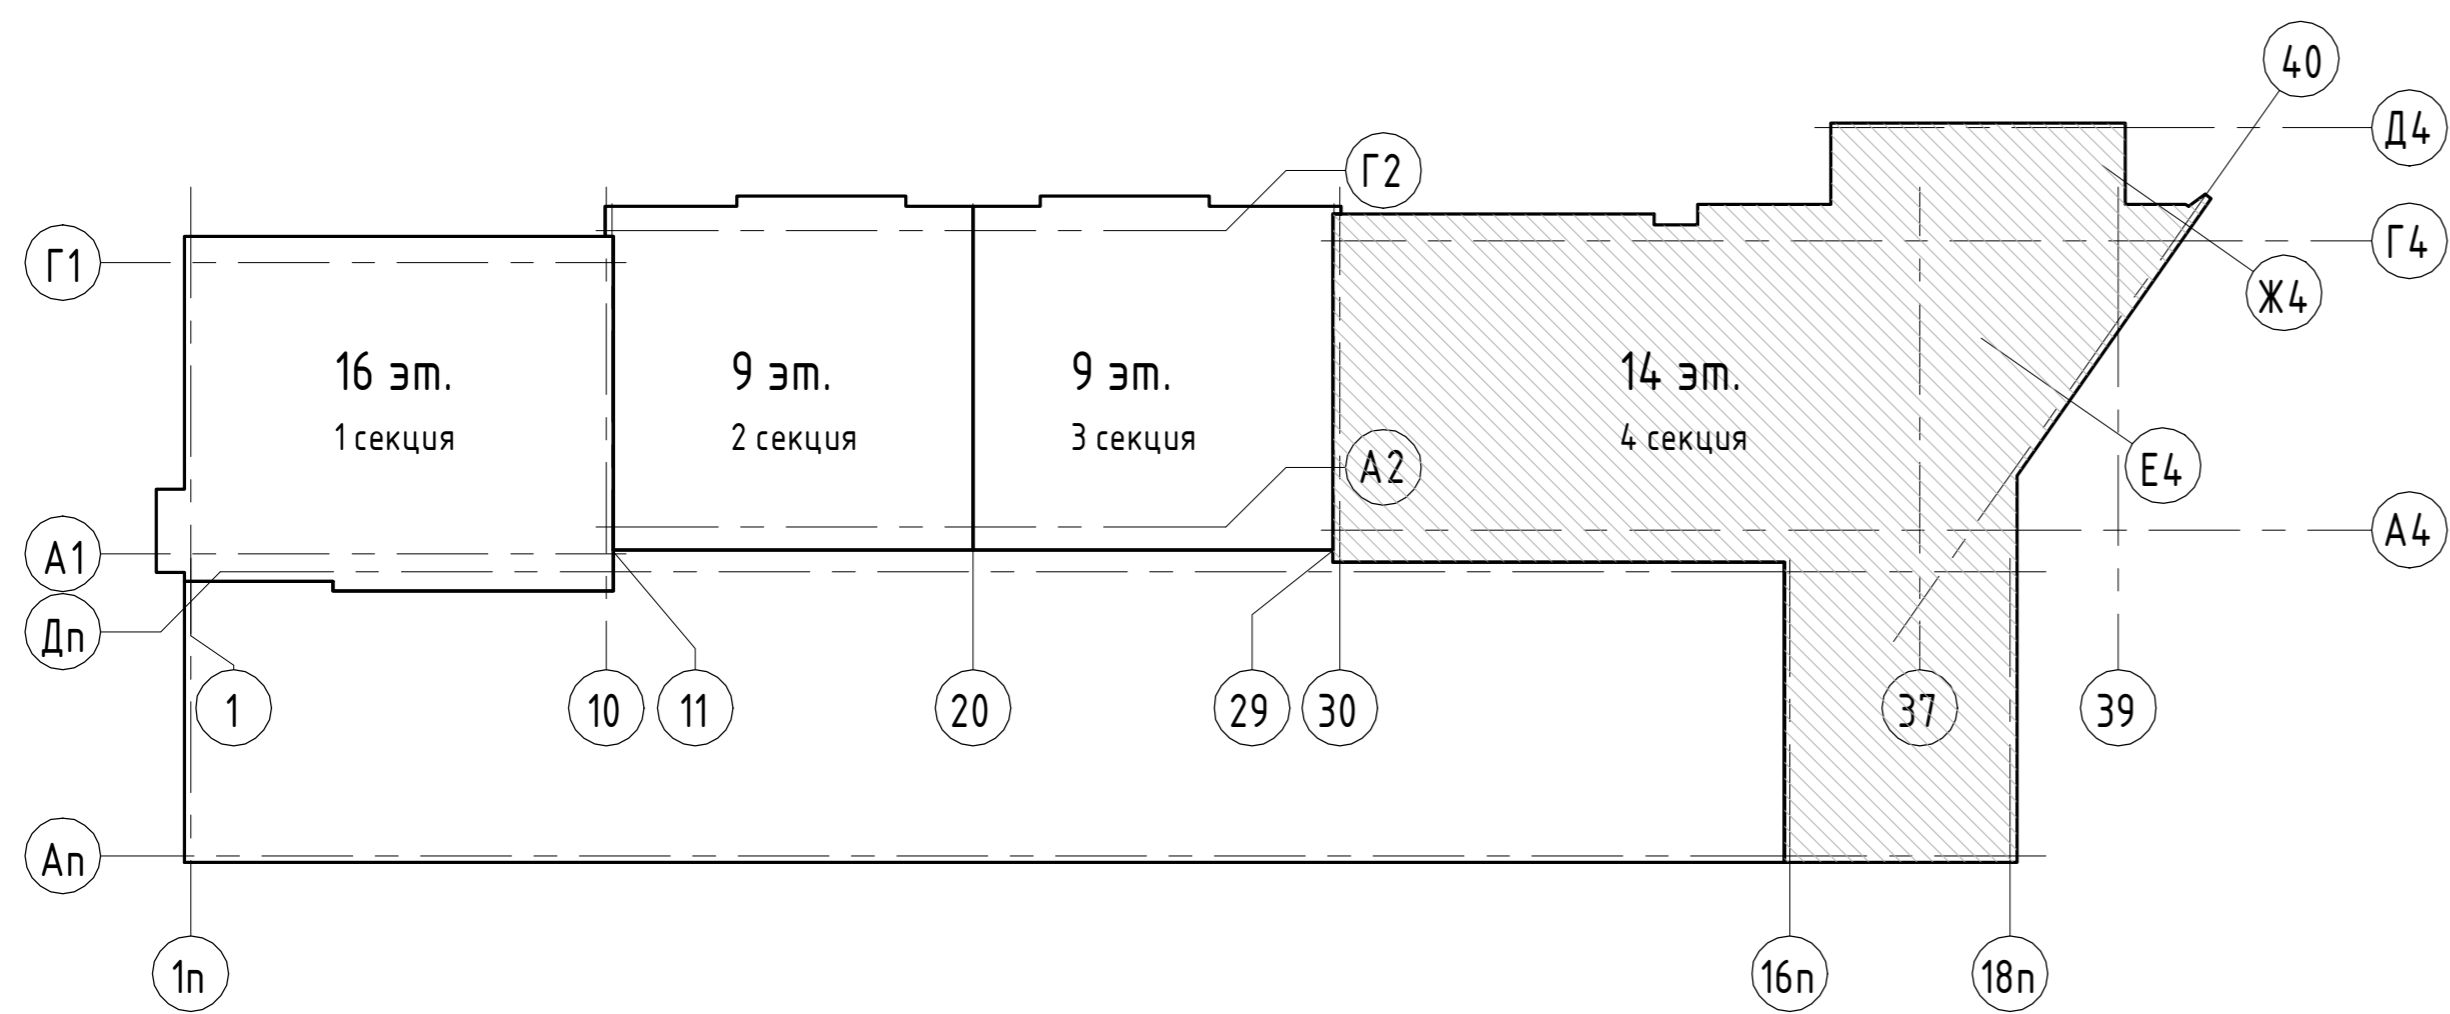 40
Д4
Г2
Г4
Г1
Ж4
16 эт.
9 эт.
9 эт.
14 эт.
1 секция
2 секция
3 секция
4 секция
А2
Е4
А1
А4
Дп
1
10
11
20
29
30
37
39
Ап
1п
16п
18п